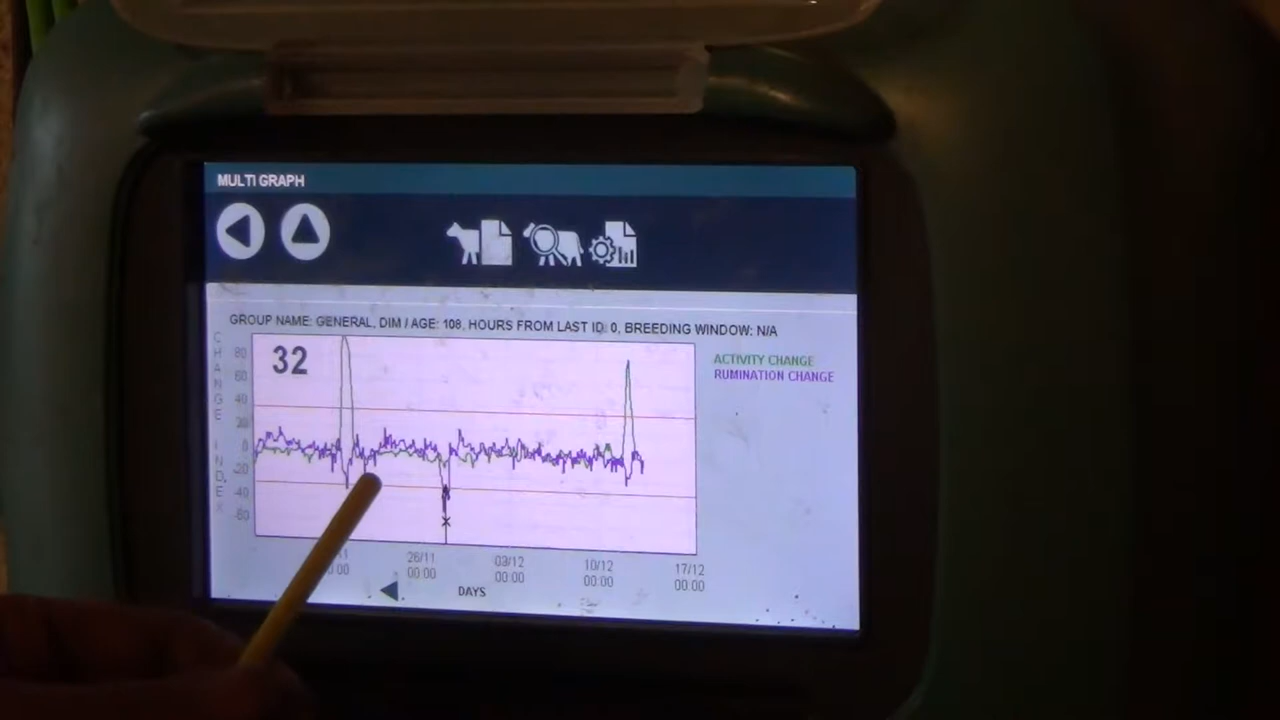 MULTI GRAPH
GROUP NAME: GENERAL, DIM / AGE: 108, HOURS FROM LAST ID: 0, BREEDING WINDOW: N/A
CHANGE INDEX
80
60
40
20
0
-20
-40
-60
32
ACTIVITY CHANGE
RUMINATION CHANGE
26/11 03/12 10/12 17/12
00:00 00:00 00:00 00:00
DAYS